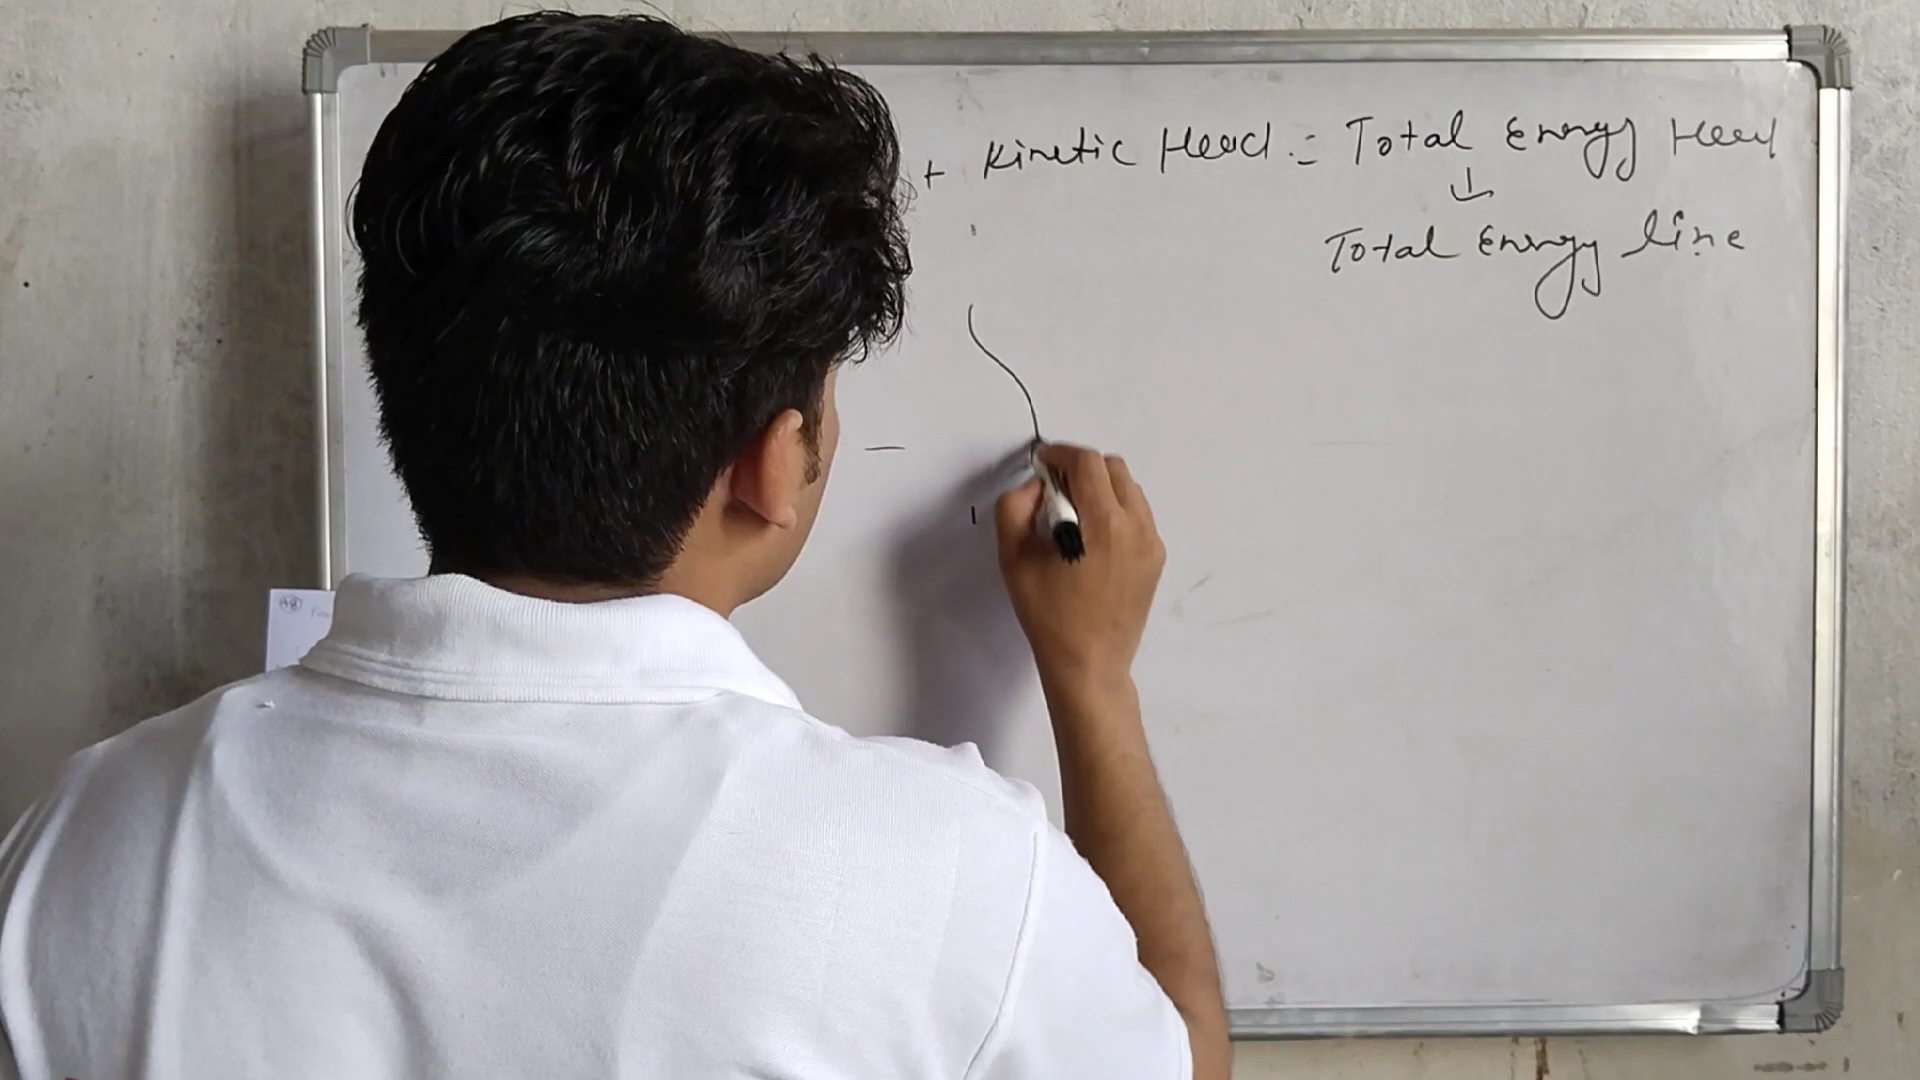 + Kinetic Head = Total Energy Head
↓
Total Energy line